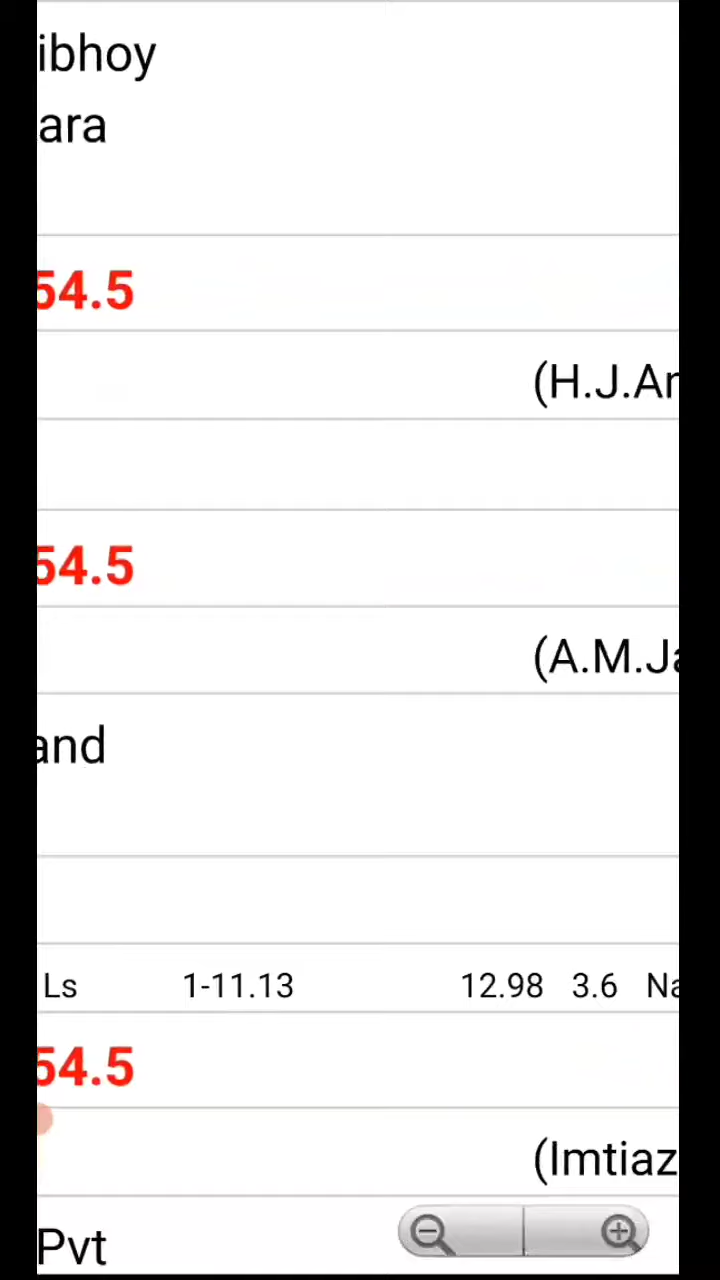 ibhoy
ara
54.5
(H.J.Ar
54.5
(A.M.Ja
and
Ls 1-11.13 12.98 3.6 Na
54.5
(Imtiaz
Pvt